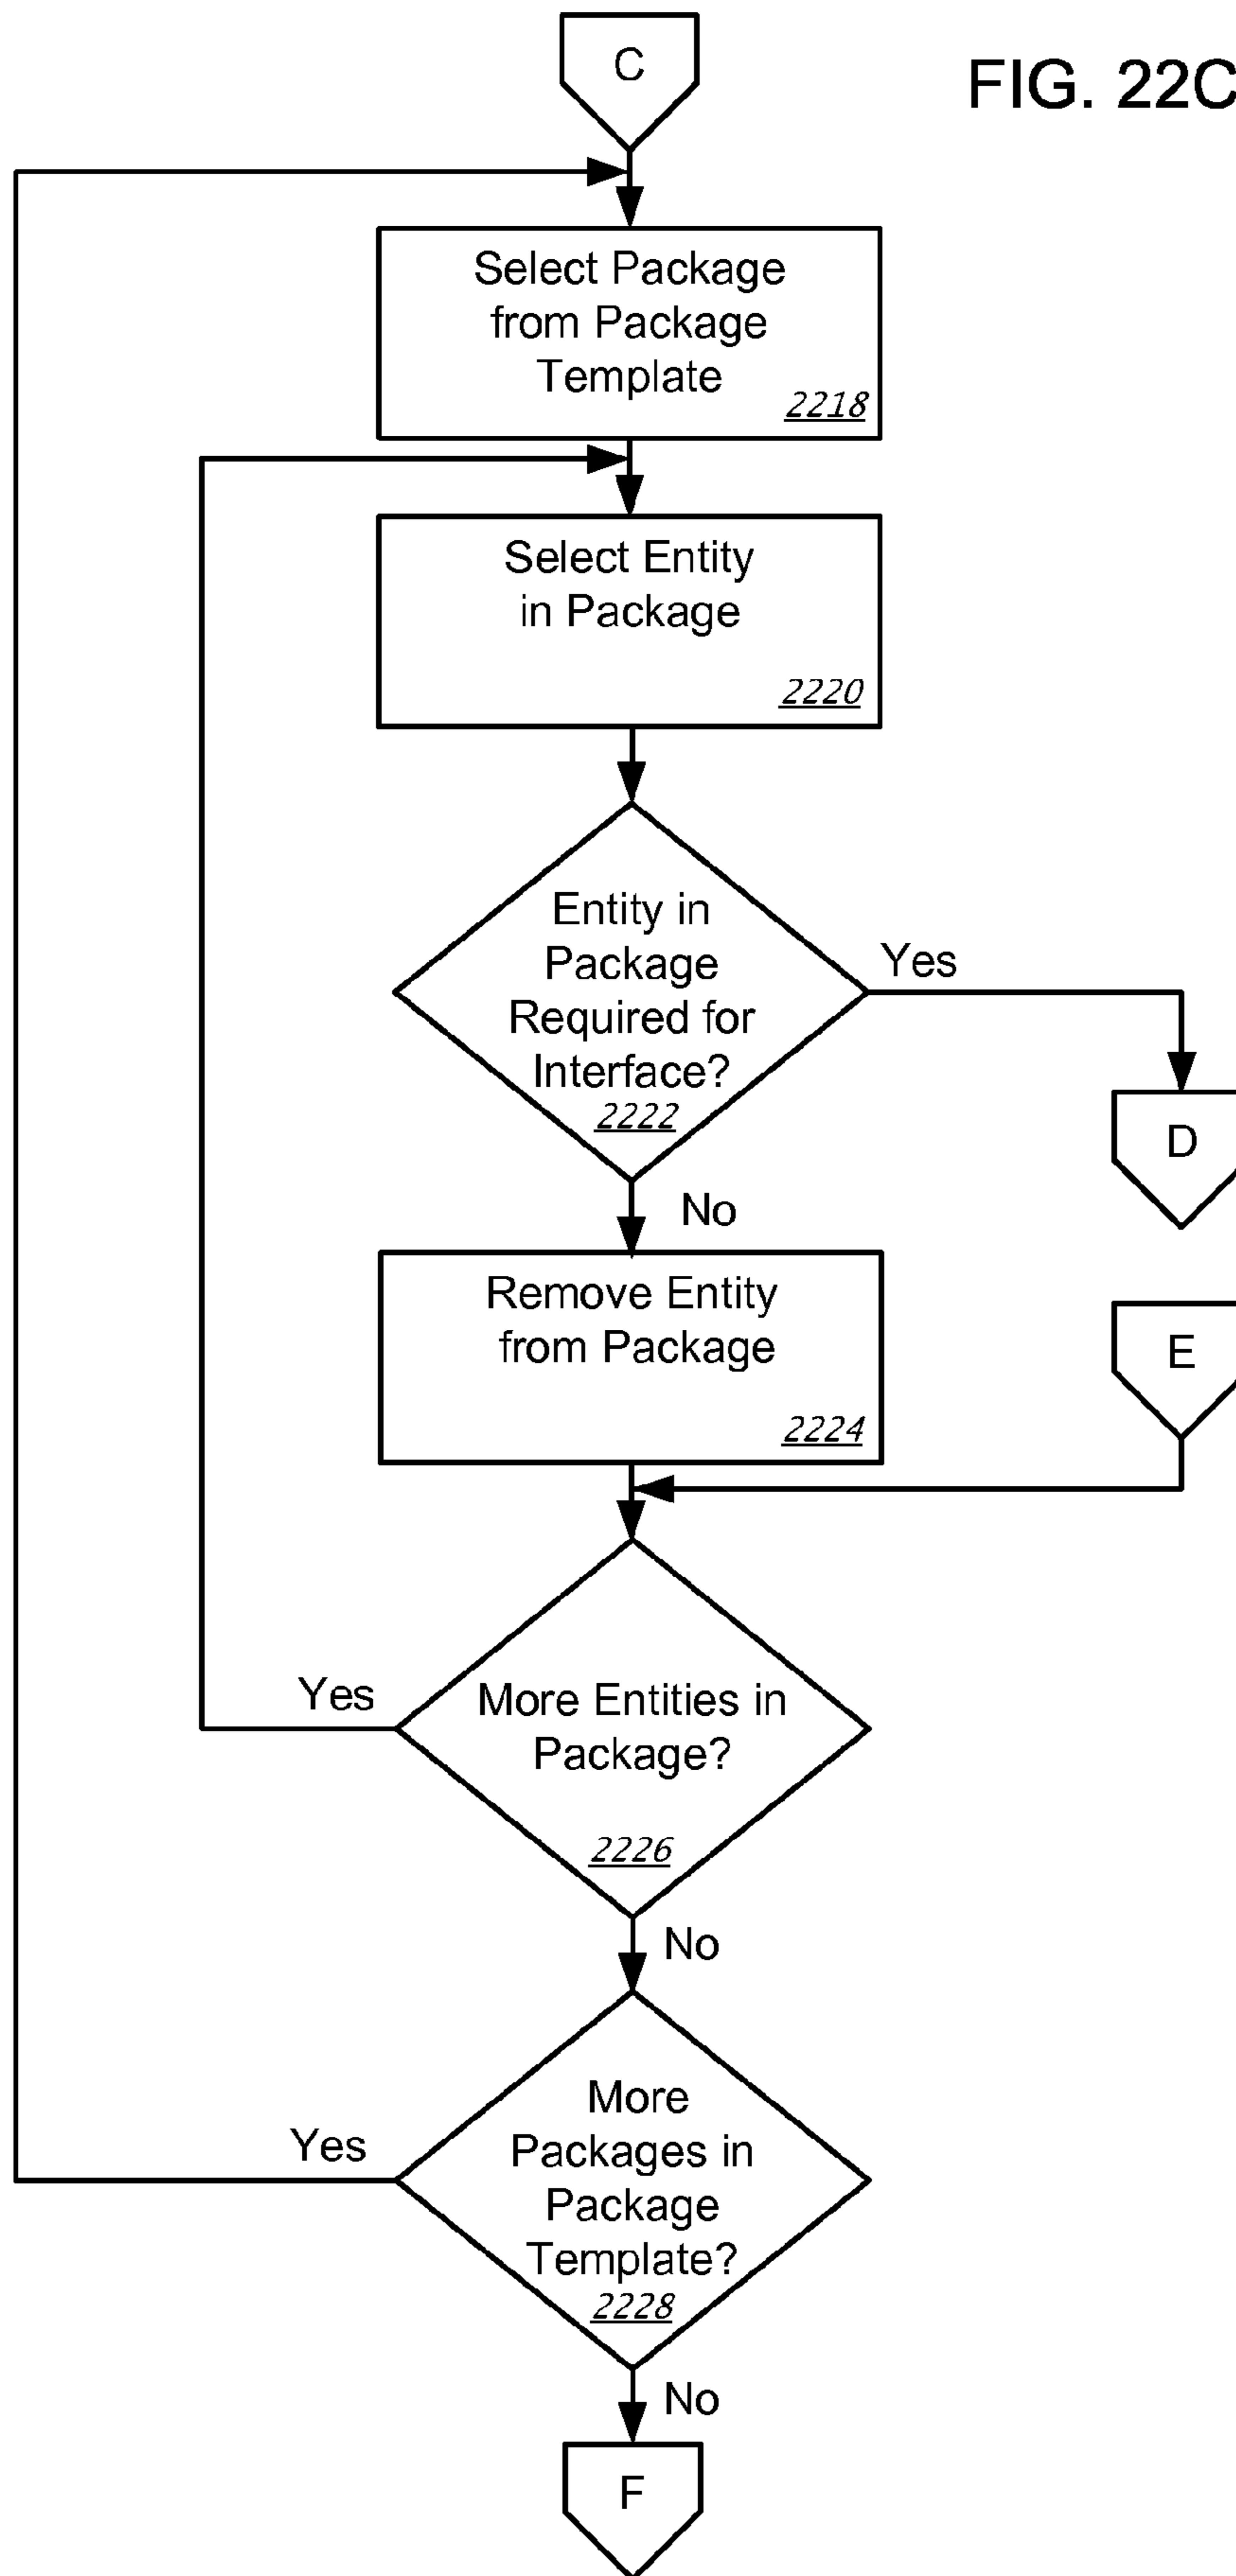 C
FIG. 22C
Select Package
from Package
Template
2218
Select Entity
in Package
2220
Entity in
Package
Required for
Interface?
2222
Yes
D
No
Remove Entity
from Package
2224
E
Yes
More Entities in
Package?
2226
No
Yes
More
Packages in
Package
Template?
2228
No
F